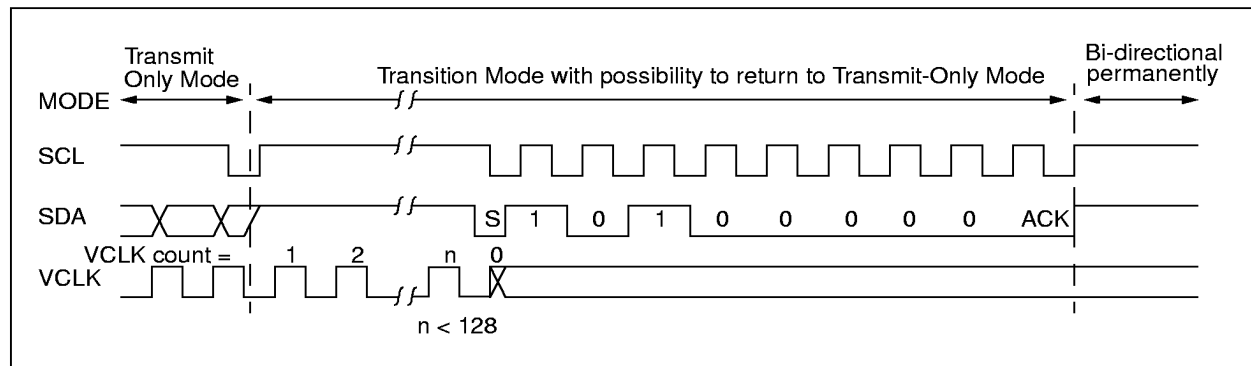 Transmit
Only Mode
Transition Mode with possibility to return to Transmit-Only Mode
Bi-directional
permanently
MODE
SCL
SDA
S 1 0 1 0 0 0 0 0 ACK
VCLK count = 1 2 n 0
VCLK
n < 128